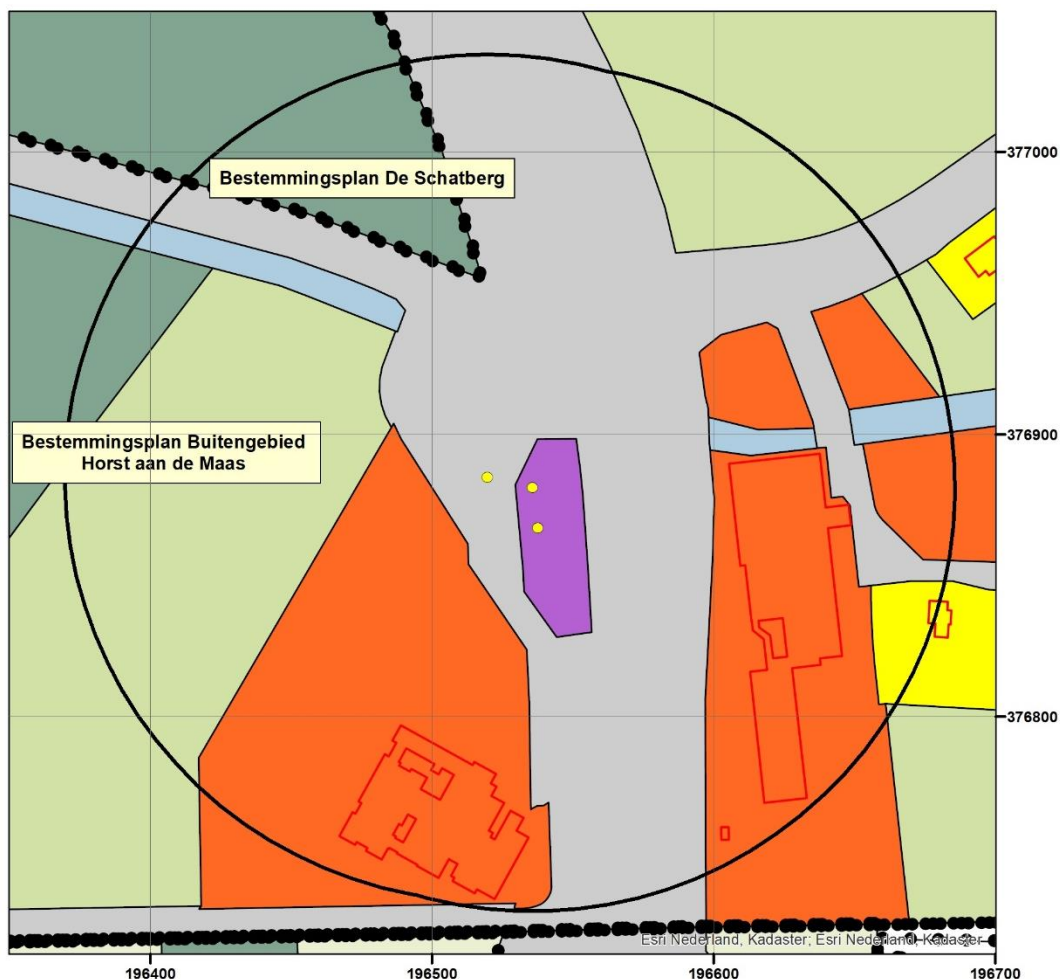 377000
Bestemmingsplan De Schatberg
376900
Bestemmingsplan Buitengebied
Horst aan de Maas
376800
Esri Nederland, Kadaster; Esri Nederland, Kadaster
196400
196500
196600
196700